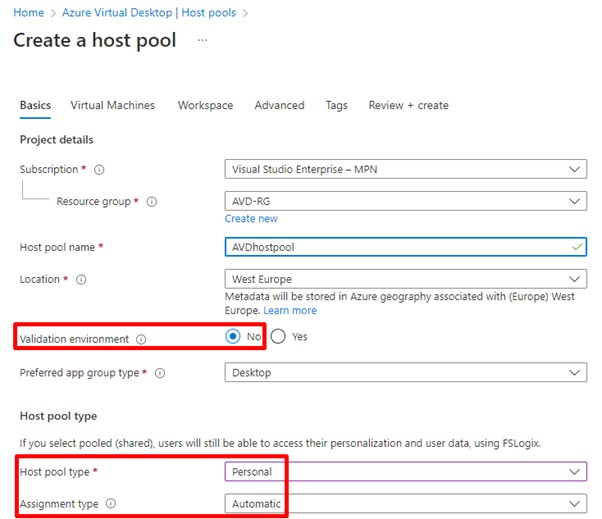 Home > Azure Virtual Desktop | Host pools >
Create a host pool ...
Basics Virtual Machines Workspace Advanced Tags Review + create
Project details
Subscription * Visual Studio Enterprise – MPN
Resource group * AVD-RG
Create new
Host pool name * AVDhostpool
Location * West Europe
Metadata will be stored in Azure geography associated with (Europe) West
Europe. Learn more
Validation environment No Yes
Preferred app group type * Desktop
Host pool type
If you select pooled (shared), users will still be able to access their personalization and user data, using FSLogix.
Host pool type * Personal
Assignment type Automatic